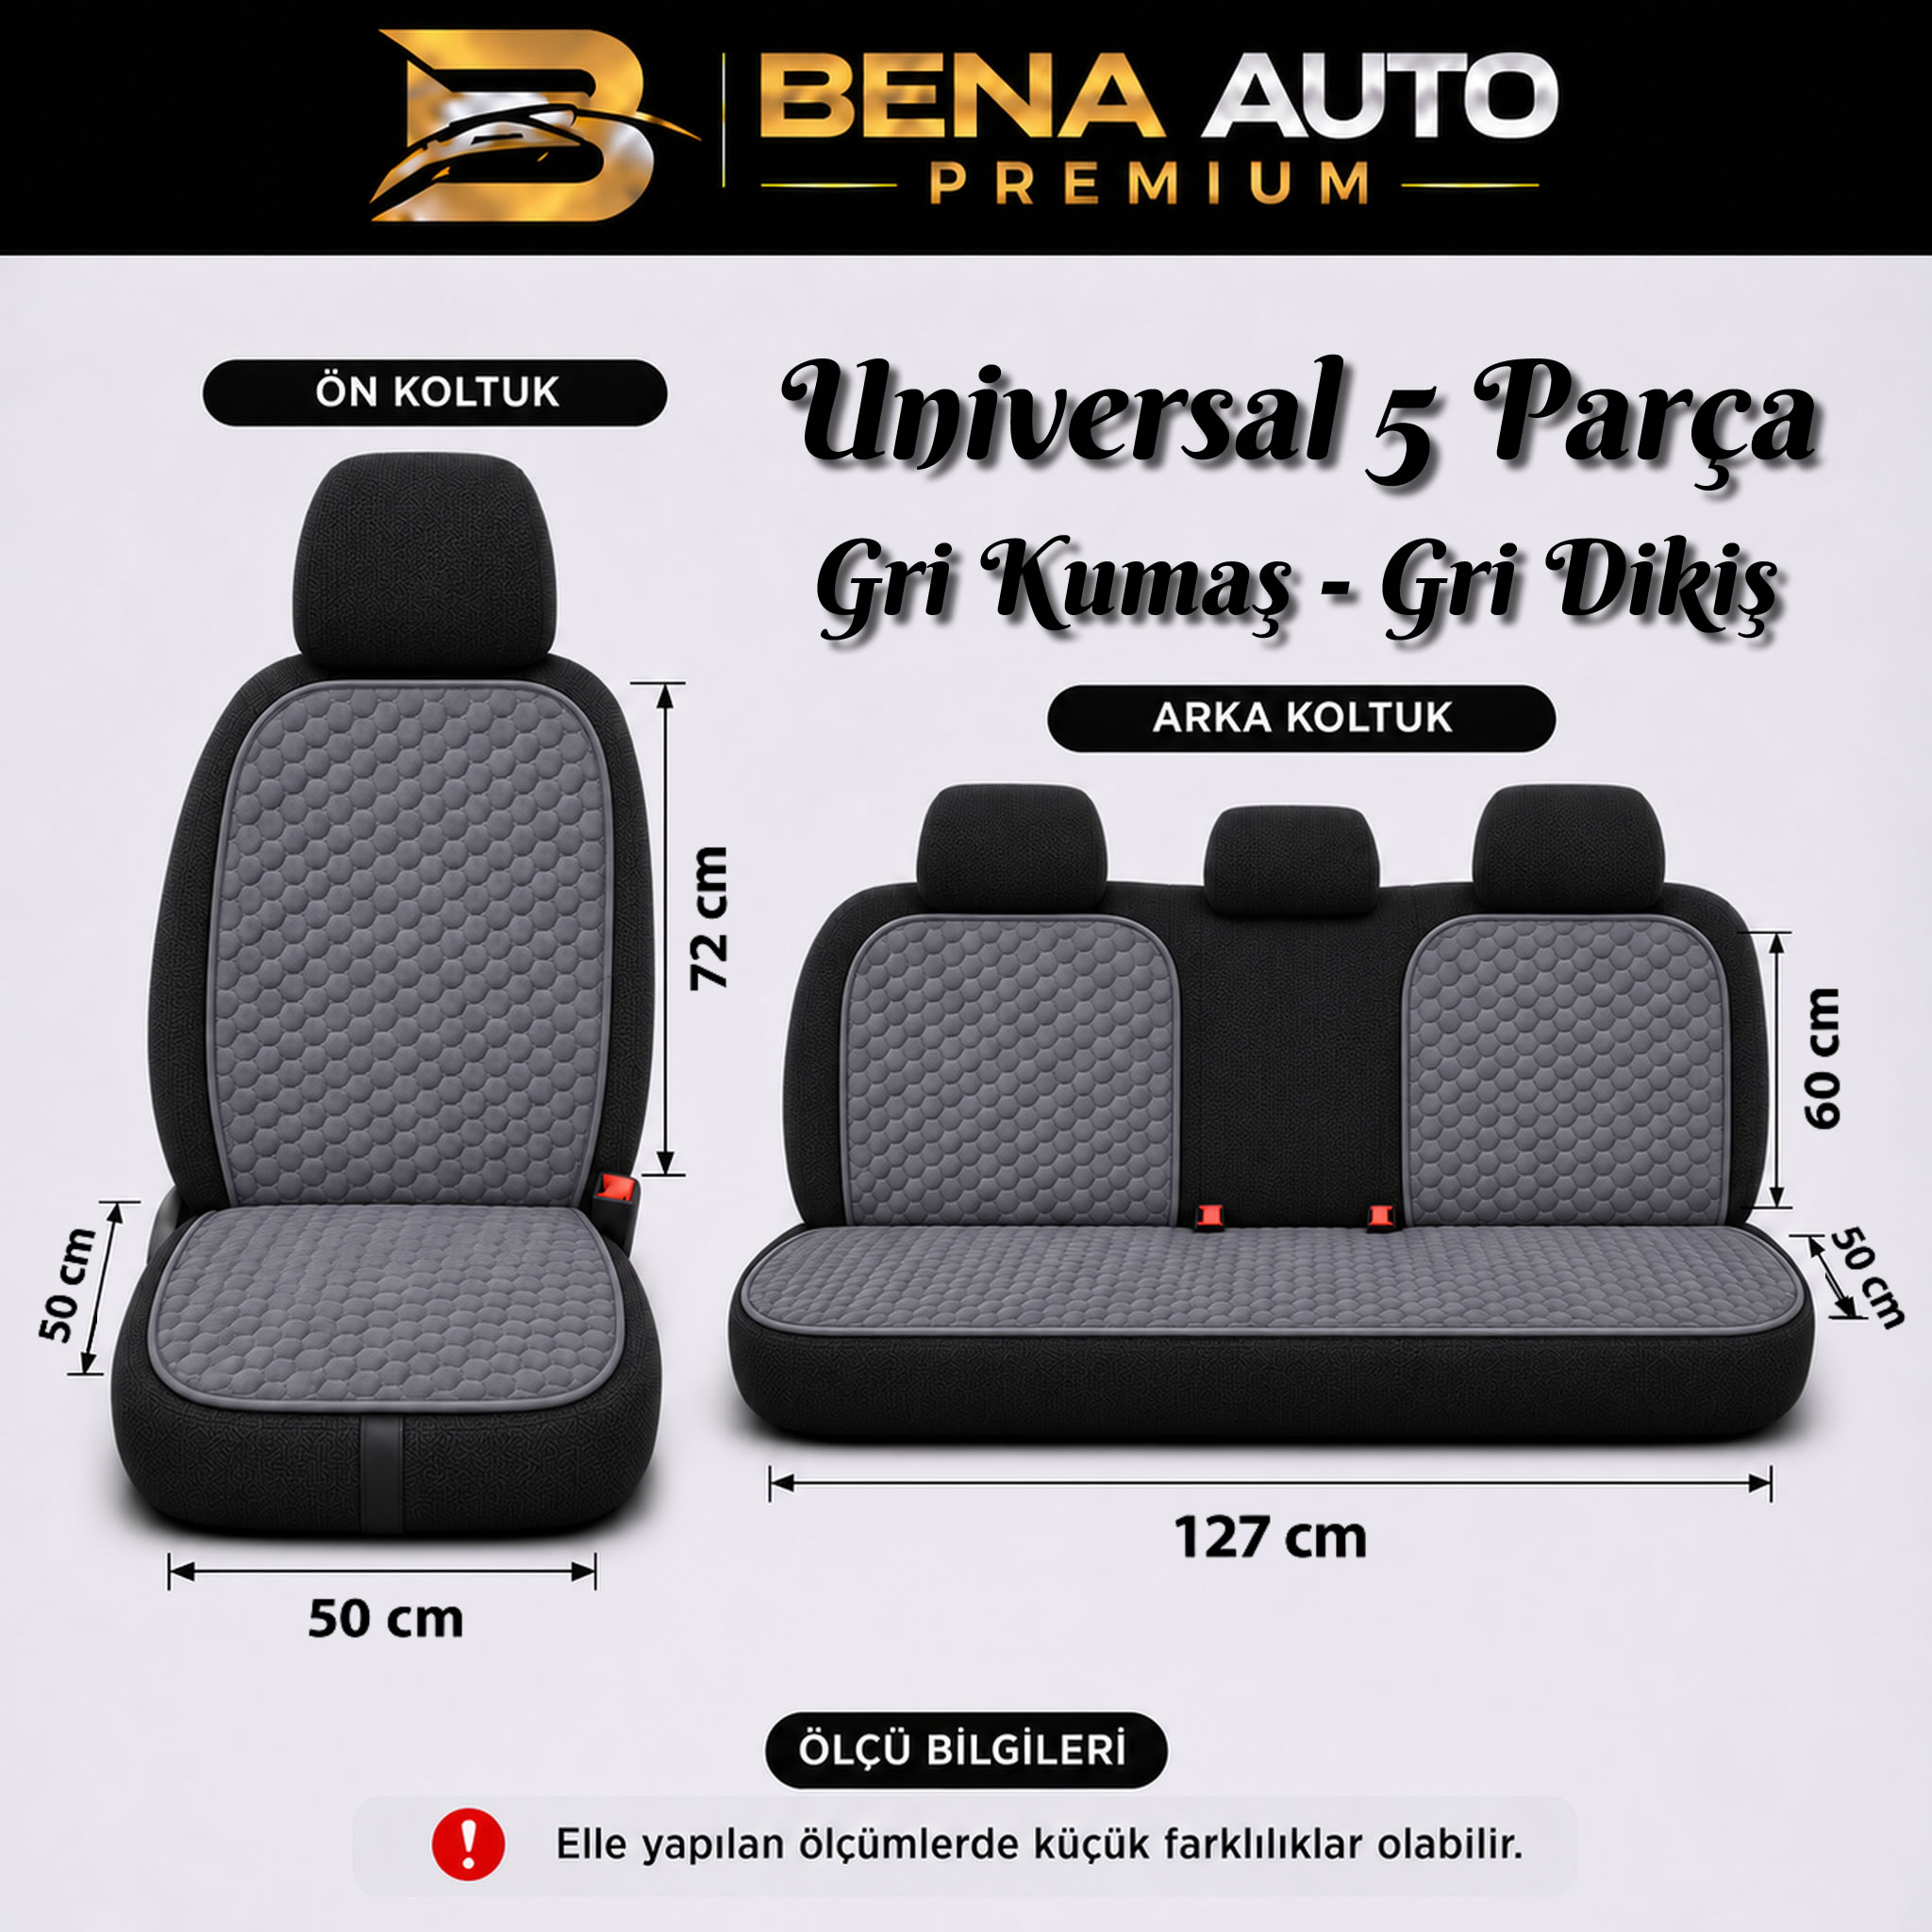 BENA AUTO
PREMIUM
ÖN KOLTUK
Universal 5 Parça
Gri Kumaş - Gri Dikiş
ARKA KOLTUK
72 cm
60 cm
50 cm
50 cm
127 cm
50 cm
ÖLÇÜ BİLGİLERİ
! Elle yapılan ölçümlerde küçük farklılıklar olabilir.